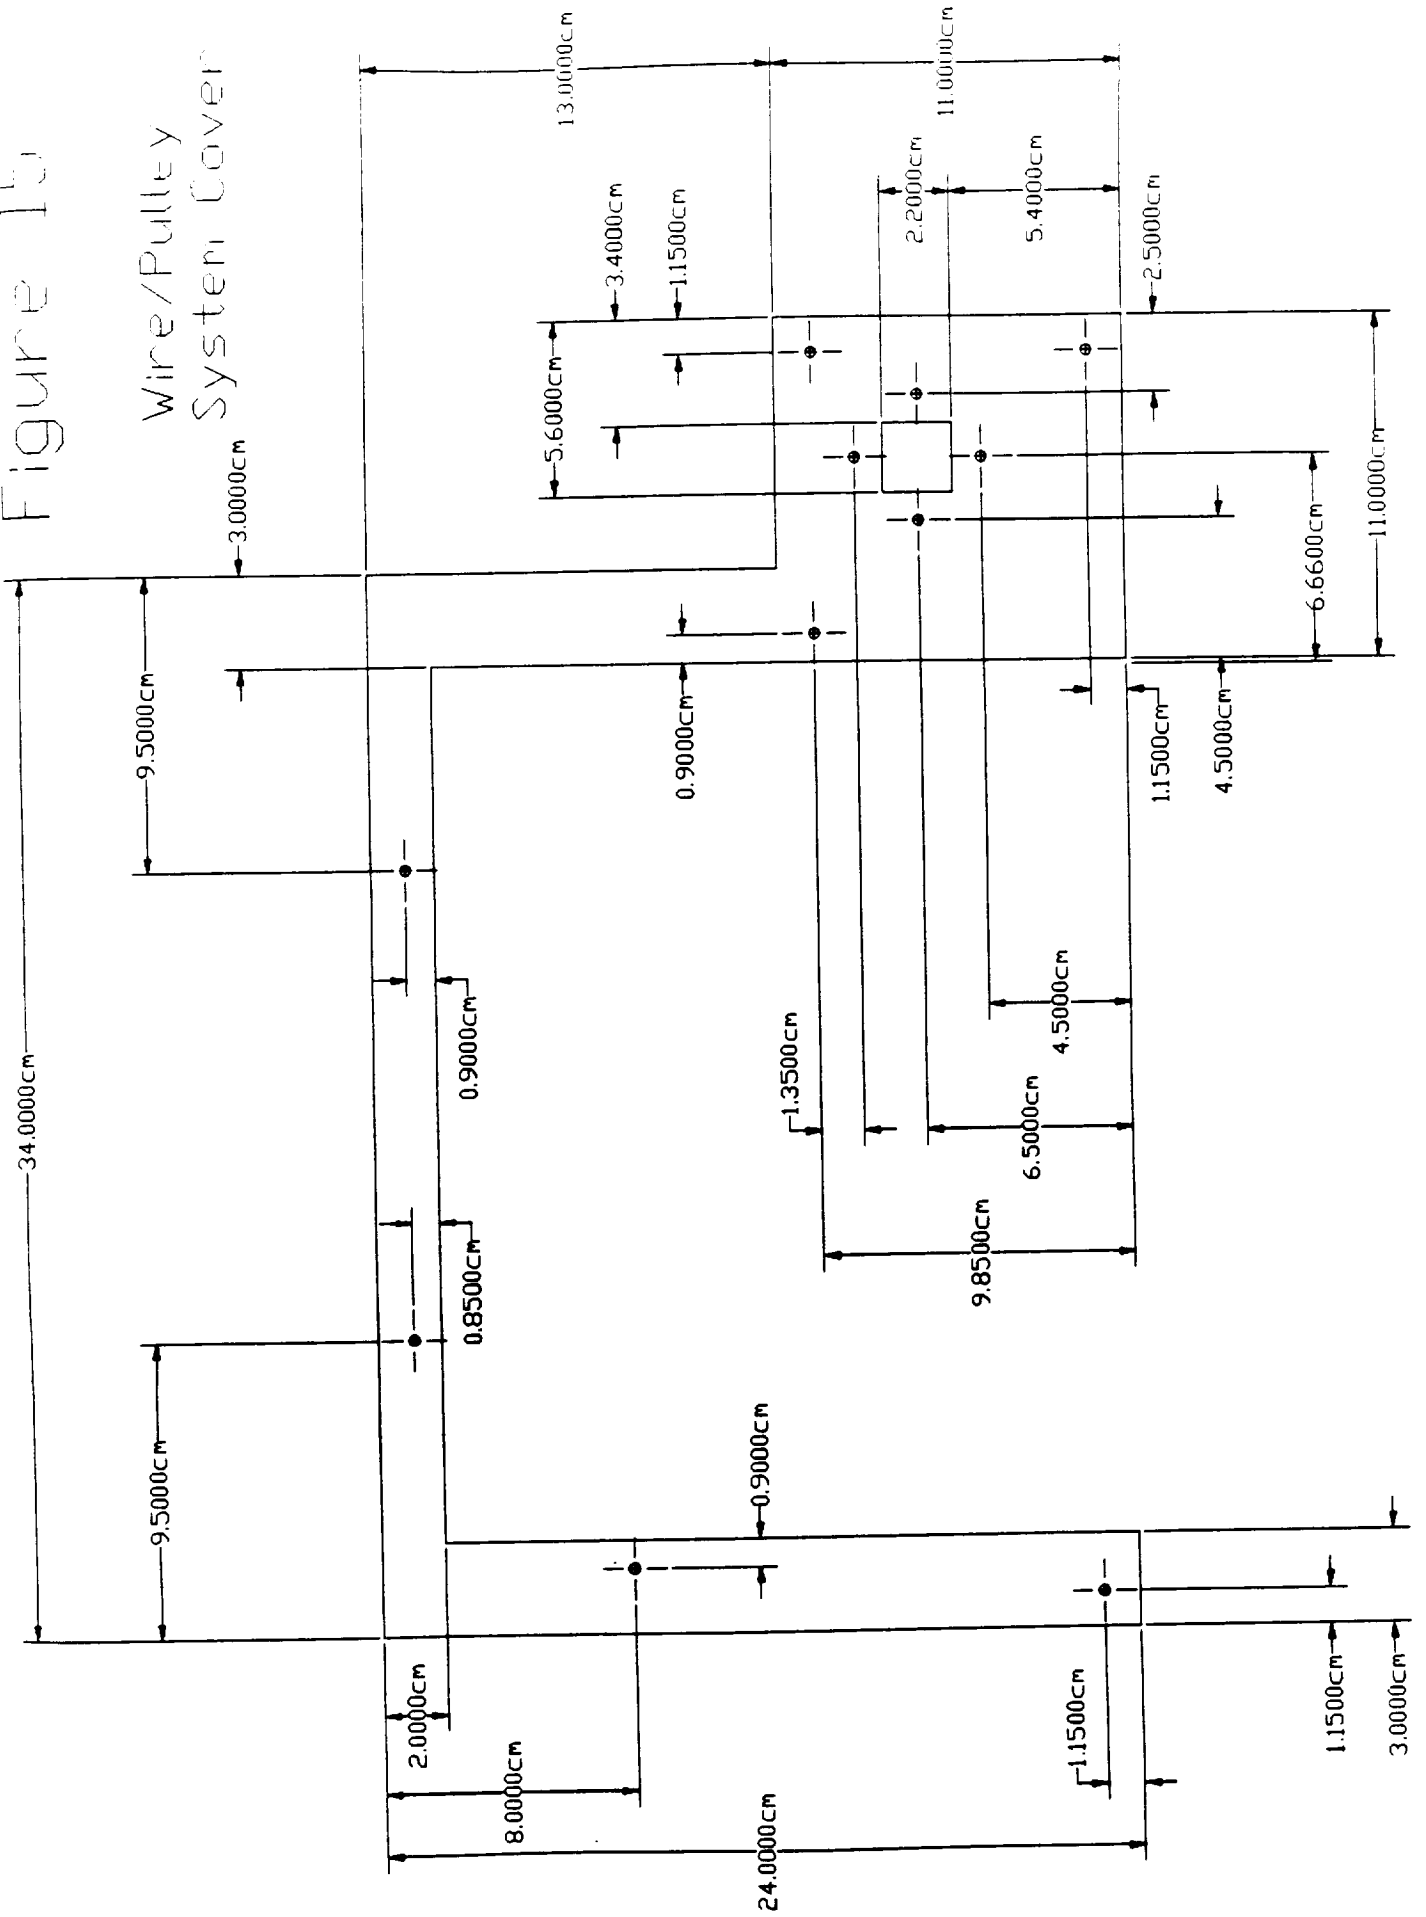 Figure 15
Wire/Pulley
System Cover
34.0000cm
9.5000cm
9.5000cm
3.0000cm
13.0000cm
11.0000cm
5.6000cm
3.4000cm
1.1500cm
2.2000cm
5.4000cm
2.5000cm
0.9000cm
0.8500cm
0.9000cm
2.0000cm
8.0000cm
24.0000cm
0.9000cm
1.3500cm
9.8500cm
6.5000cm
4.5000cm
1.1500cm
4.5000cm
6.6600cm
11.0000cm
1.1500cm
1.1500cm
3.0000cm